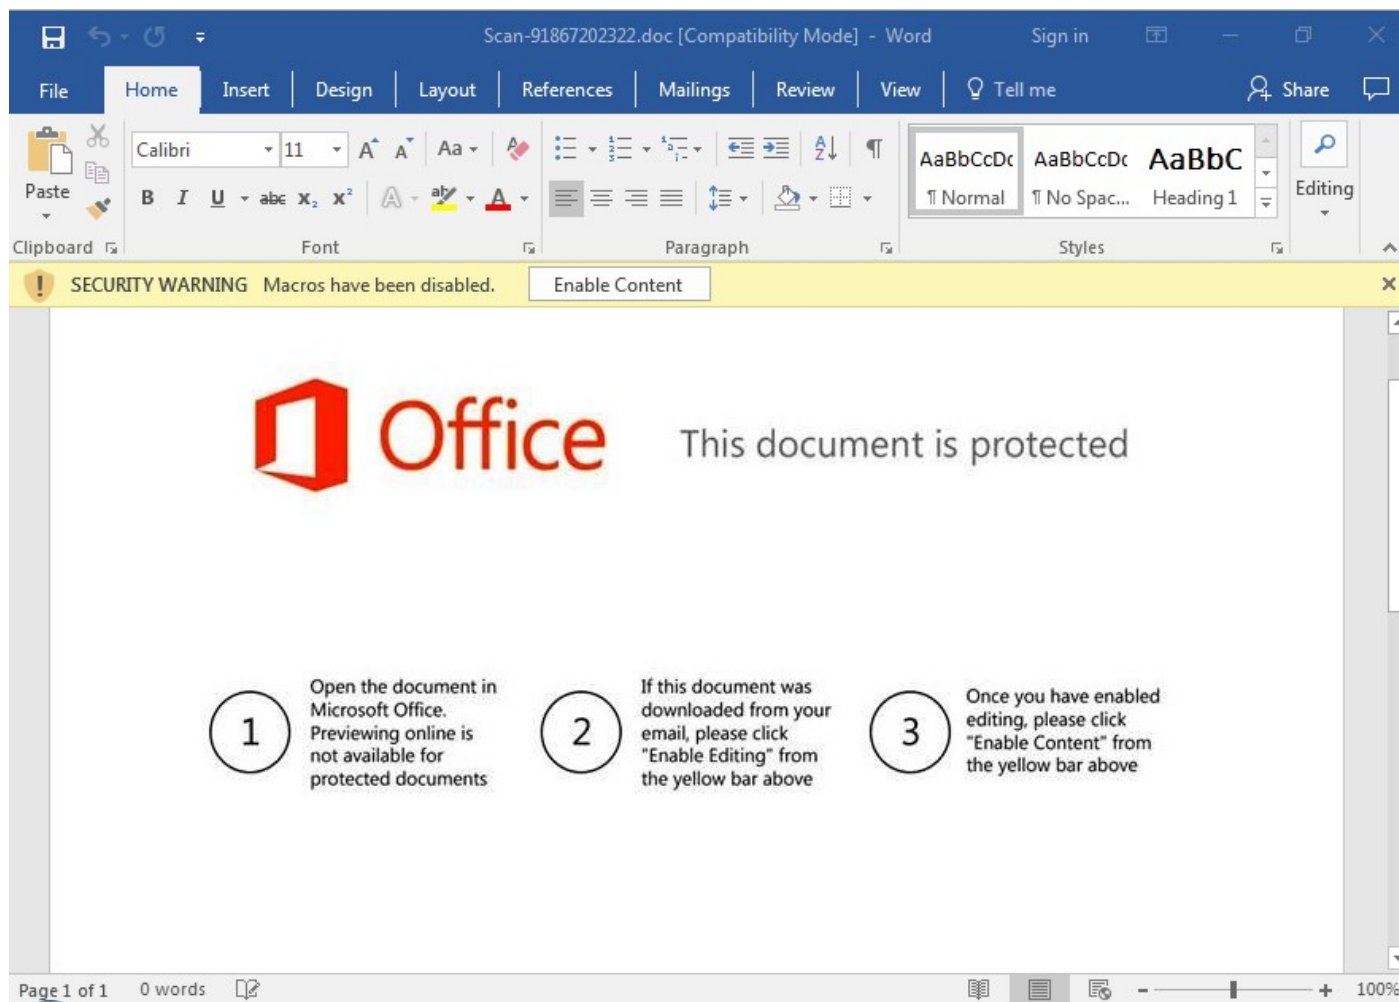 Scan-91867202322.doc [Compatibility Mode] - Word Sign in
File Home Insert Design Layout References Mailings Review View Tell me Share
Paste
Calibri 11 A A Aa
B I U abc x₂ x² A aby A
AaBbCcDc AaBbCcDc AaBbC
¶ Normal ¶ No Spac... Heading 1
Editing
Clipboard Font Paragraph Styles
SECURITY WARNING Macros have been disabled. Enable Content
Office
This document is protected
1
Open the document in
Microsoft Office.
Previewing online is
not available for
protected documents
2
If this document was
downloaded from your
email, please click
"Enable Editing" from
the yellow bar above
3
Once you have enabled
editing, please click
"Enable Content" from
the yellow bar above
Page 1 of 1 0 words 100%